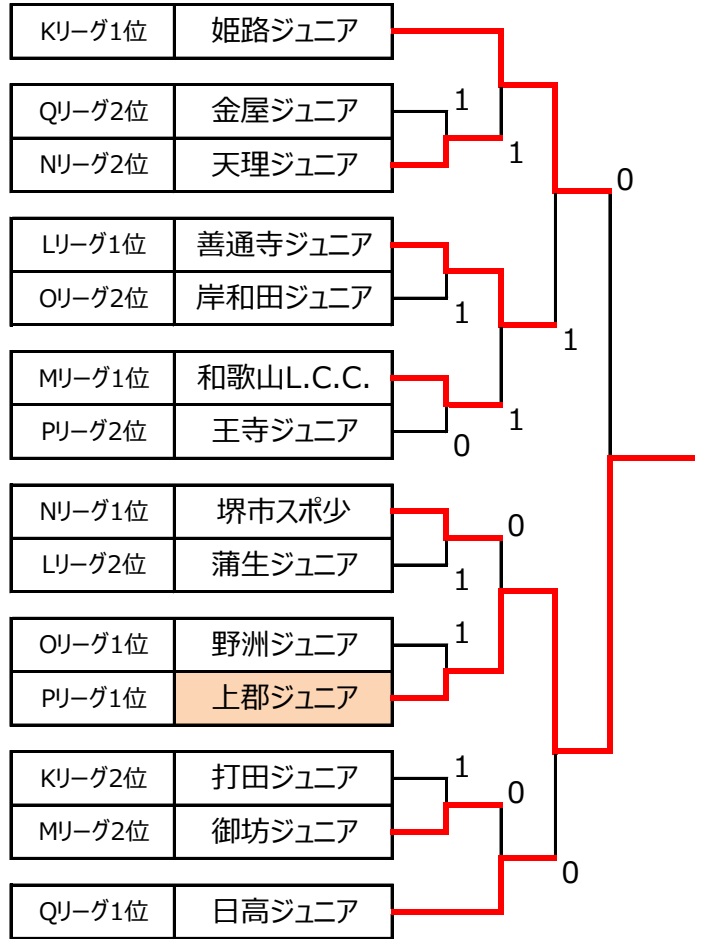 Kリーグ1位 姫路ジュニア
Qリーグ2位 金屋ジュニア 1
Nリーグ2位 天理ジュニア 1
0
Lリーグ1位 善通寺ジュニア
Oリーグ2位 岸和田ジュニア 1
1
Mリーグ1位 和歌山L.C.C.
Pリーグ2位 王寺ジュニア 0 1
Nリーグ1位 堺市スポ少 0
Lリーグ2位 蒲生ジュニア 1
Oリーグ1位 野洲ジュニア 1
Pリーグ1位 上郡ジュニア
Kリーグ2位 打田ジュニア 1 0
Mリーグ2位 御坊ジュニア
0
Qリーグ1位 日高ジュニア